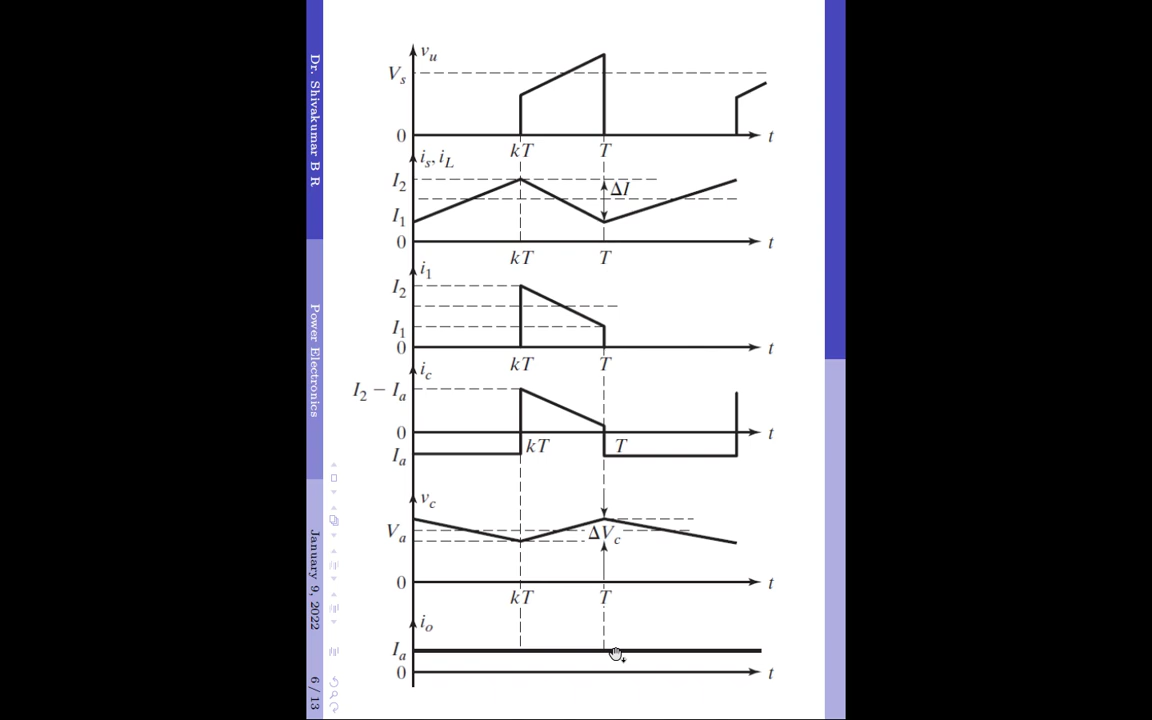 Dr. Shivakumar B R
Power Electronics
January 9, 2022
6 / 13
v_u
V_s
0
t
kT
T
i_s, i_L
I_2
ΔI
I_1
0
t
kT
T
i_1
I_2
I_1
0
t
kT
T
i_c
I_2 − I_a
0
t
kT
T
I_a
v_c
V_a
ΔV_c
0
t
kT
T
i_o
I_a
0
t